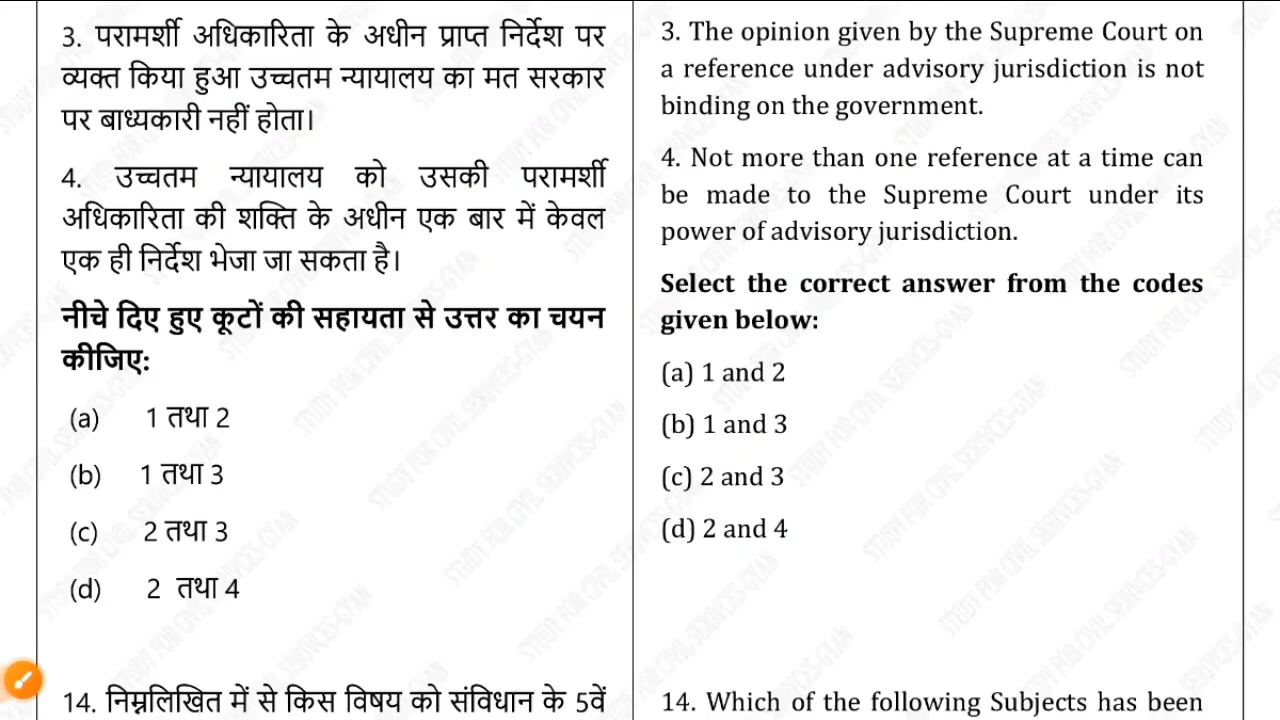 3. परामर्शी अधिकारिता के अधीन प्राप्त निर्देश पर
व्यक्त किया हुआ उच्चतम न्यायालय का मत सरकार
पर बाध्यकारी नहीं होता।
4. उच्चतम न्यायालय को उसकी परामर्शी
अधिकारिता की शक्ति के अधीन एक बार में केवल
एक ही निर्देश भेजा जा सकता है।
नीचे दिए हुए कूटों की सहायता से उत्तर का चयन
कीजिए:
(a) 1 तथा 2
(b) 1 तथा 3
(c) 2 तथा 3
(d) 2 तथा 4
14. निम्नलिखित में से किस विषय को संविधान के 5वें
3. The opinion given by the Supreme Court on
a reference under advisory jurisdiction is not
binding on the government.
4. Not more than one reference at a time can
be made to the Supreme Court under its
power of advisory jurisdiction.
Select the correct answer from the codes
given below:
(a) 1 and 2
(b) 1 and 3
(c) 2 and 3
(d) 2 and 4
14. Which of the following Subjects has been
STUDY FOR CIVIL SERVICES-GYAN